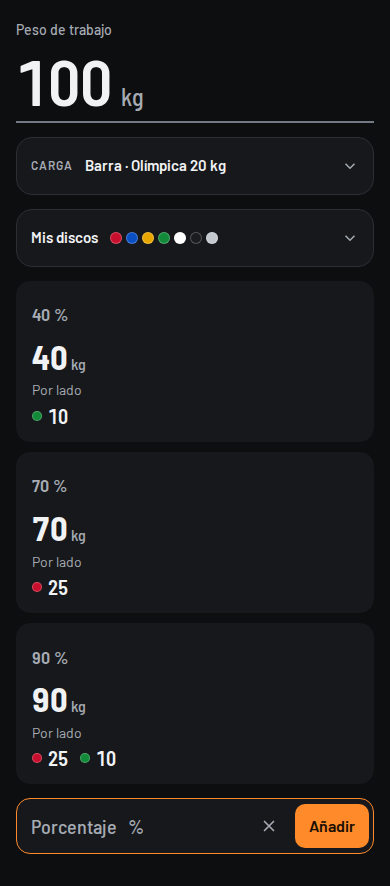 Peso de trabajo
100 kg
CARGA Barra · Olímpica 20 kg
Mis discos
40 %
40 kg
Por lado
10
70 %
70 kg
Por lado
25
90 %
90 kg
Por lado
25 10
Porcentaje % Añadir